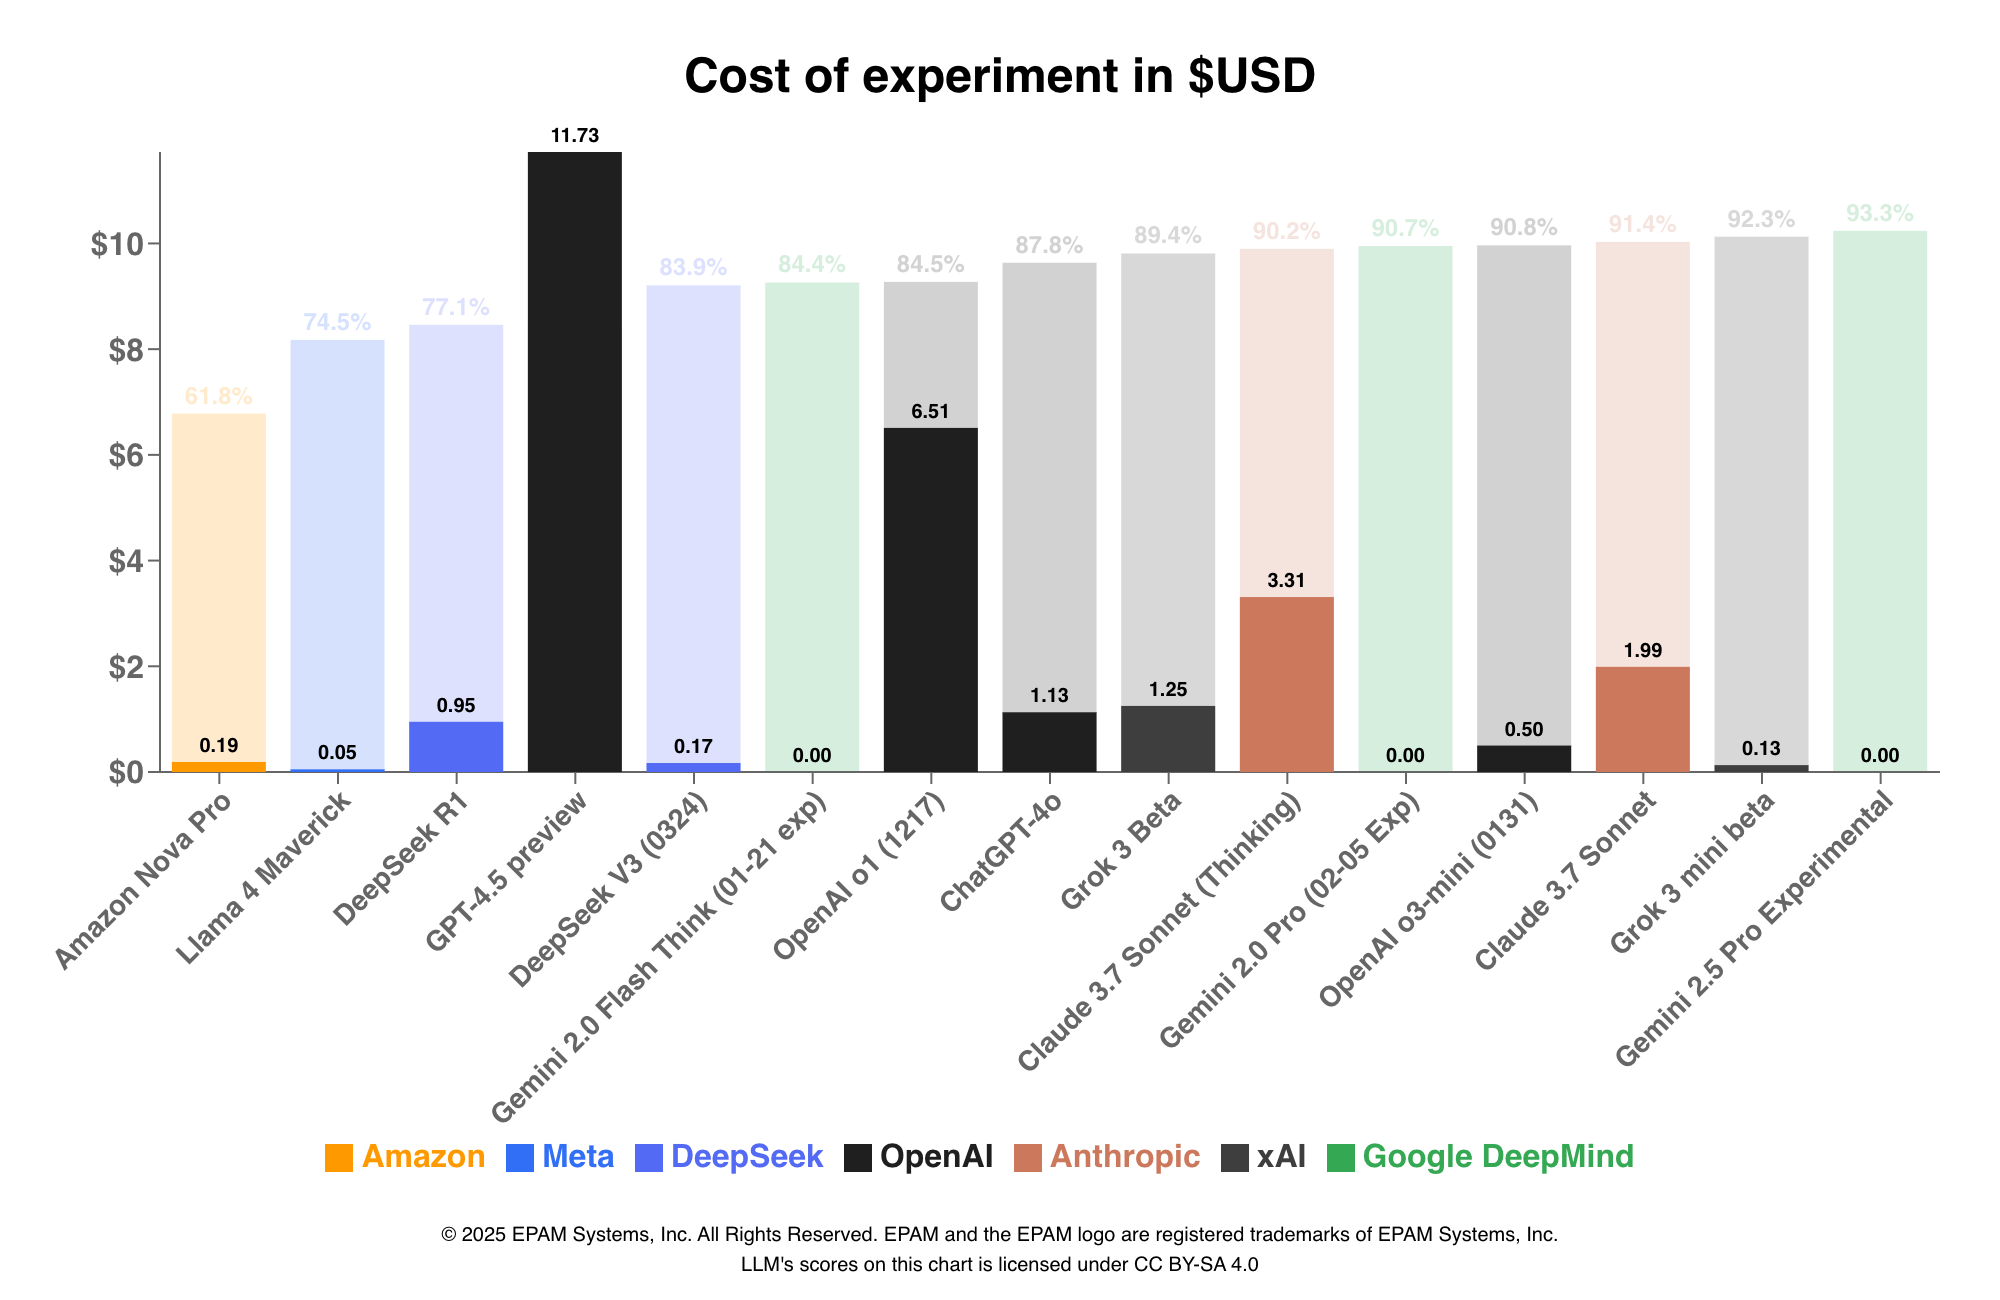 Cost of experiment in $USD
11.73
93.3%
92.3%
91.4%
90.8%
90.7%
90.2%
89.4%
87.8%
84.5%
84.4%
83.9%
77.1%
74.5%
61.8%
$10
$8
$6
$4
$2
$0
0.19
0.05
0.95
0.17
0.00
6.51
1.13
1.25
3.31
0.00
0.50
1.99
0.13
0.00
Amazon Nova Pro
Llama 4 Maverick
DeepSeek R1
GPT-4.5 preview
DeepSeek V3 (0324)
Gemini 2.0 Flash Think (01-21 exp)
OpenAI o1 (1217)
ChatGPT-4o
Grok 3 Beta
Claude 3.7 Sonnet (Thinking)
Gemini 2.0 Pro (02-05 Exp)
OpenAI o3-mini (0131)
Claude 3.7 Sonnet
Grok 3 mini beta
Gemini 2.5 Pro Experimental
Amazon Meta DeepSeek OpenAI Anthropic xAI Google DeepMind
© 2025 EPAM Systems, Inc. All Rights Reserved. EPAM and the EPAM logo are registered trademarks of EPAM Systems, Inc.
LLM's scores on this chart is licensed under CC BY-SA 4.0